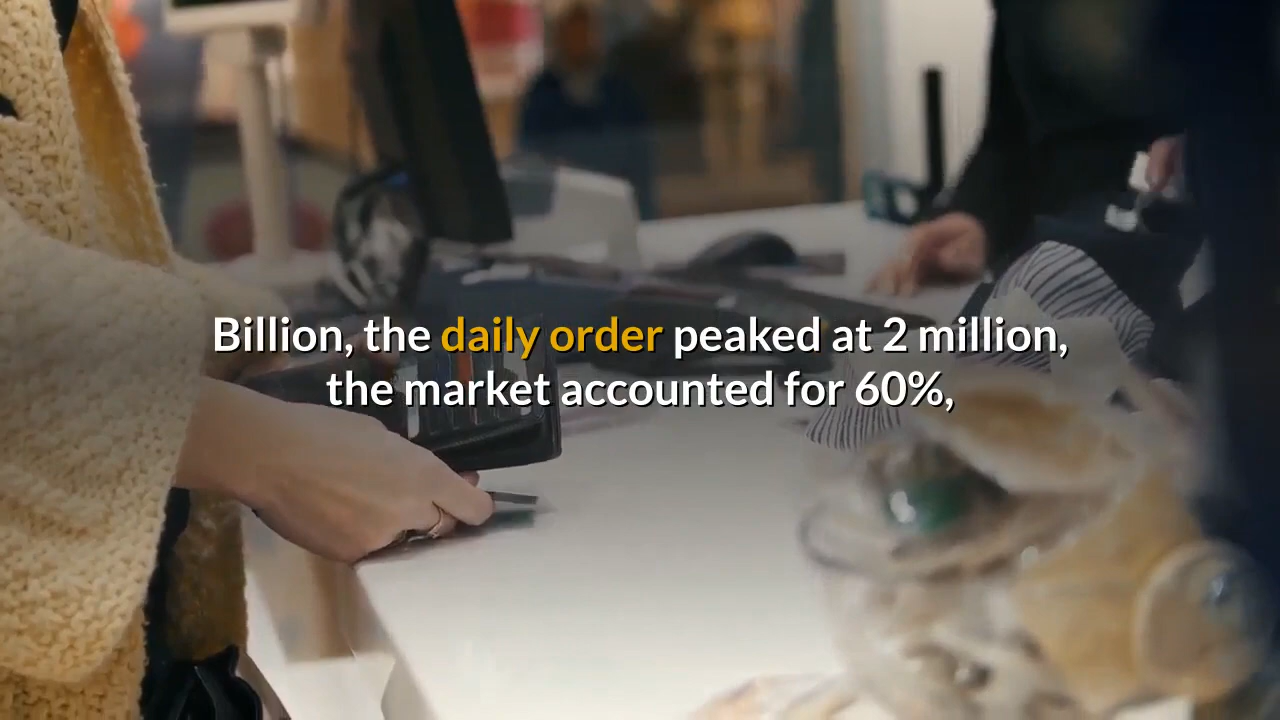 Billion, the daily order peaked at 2 million,
the market accounted for 60%,